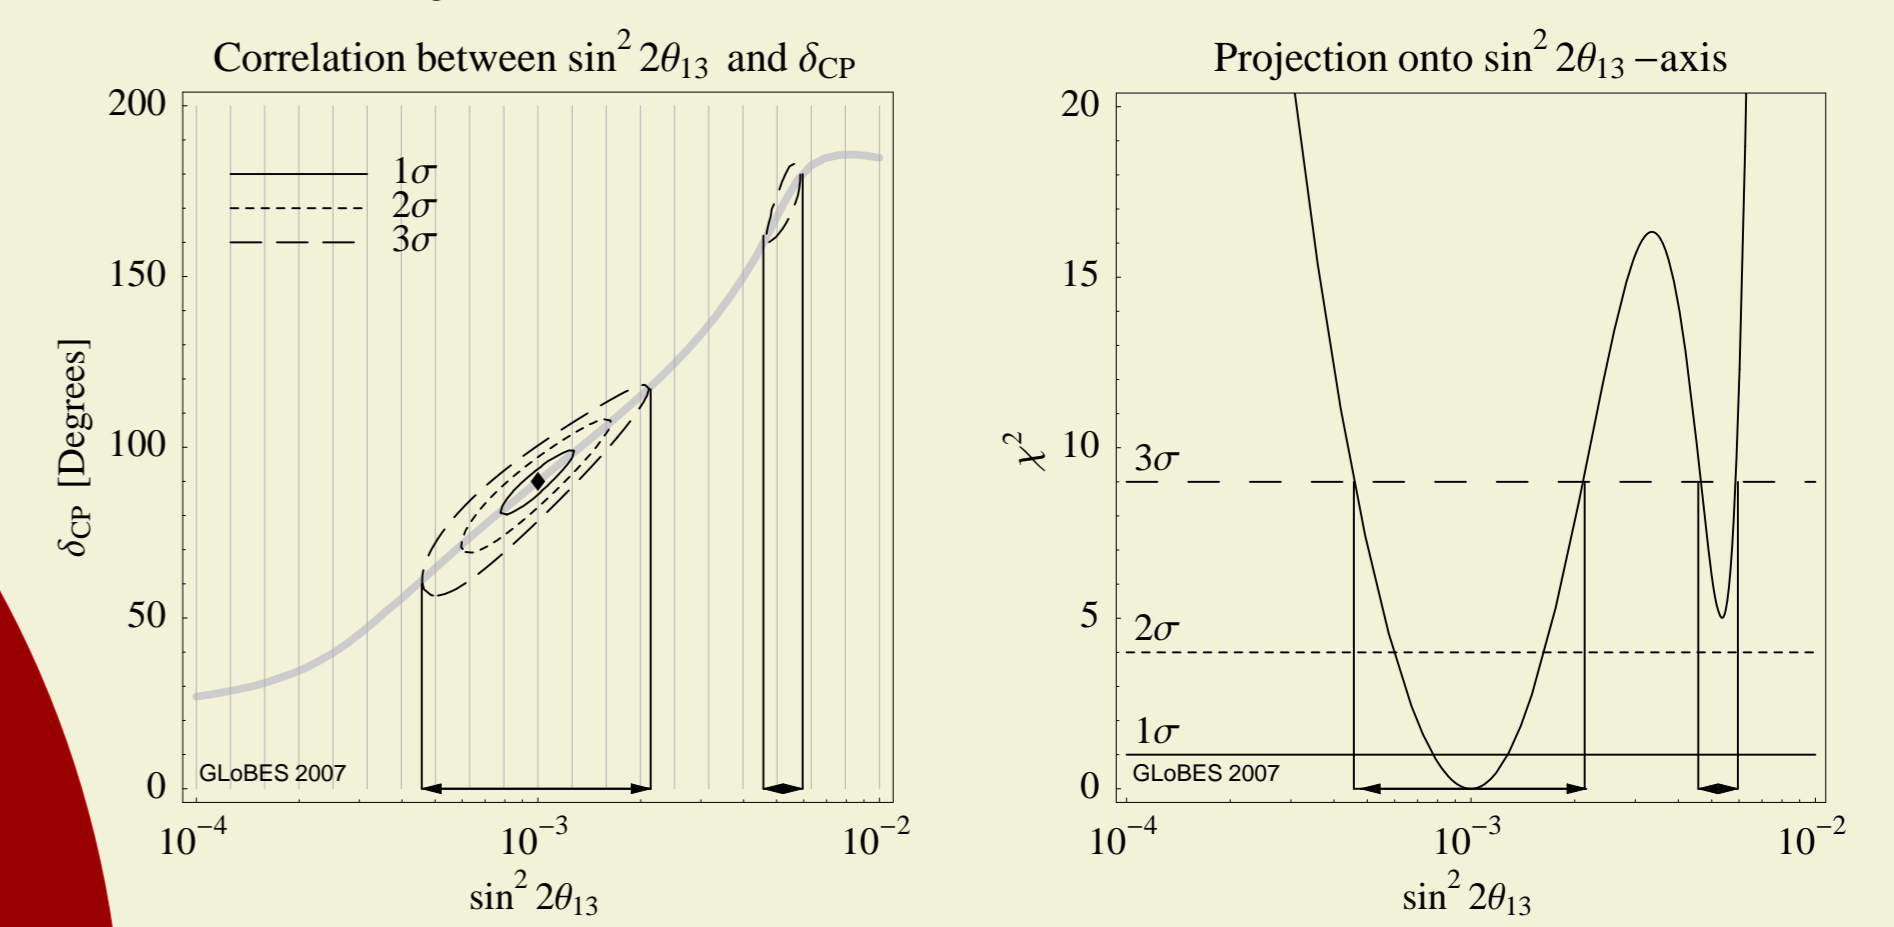 Correlation between sin² 2θ₁₃ and δ_CP
200
150
100
50
0
1σ
2σ
3σ
δ_CP [Degrees]
GLoBES 2007
10⁻⁴ 10⁻³ 10⁻²
sin² 2θ₁₃
Projection onto sin² 2θ₁₃ −axis
20
15
10
5
0
χ²
3σ
2σ
1σ
GLoBES 2007
10⁻⁴ 10⁻³ 10⁻²
sin² 2θ₁₃